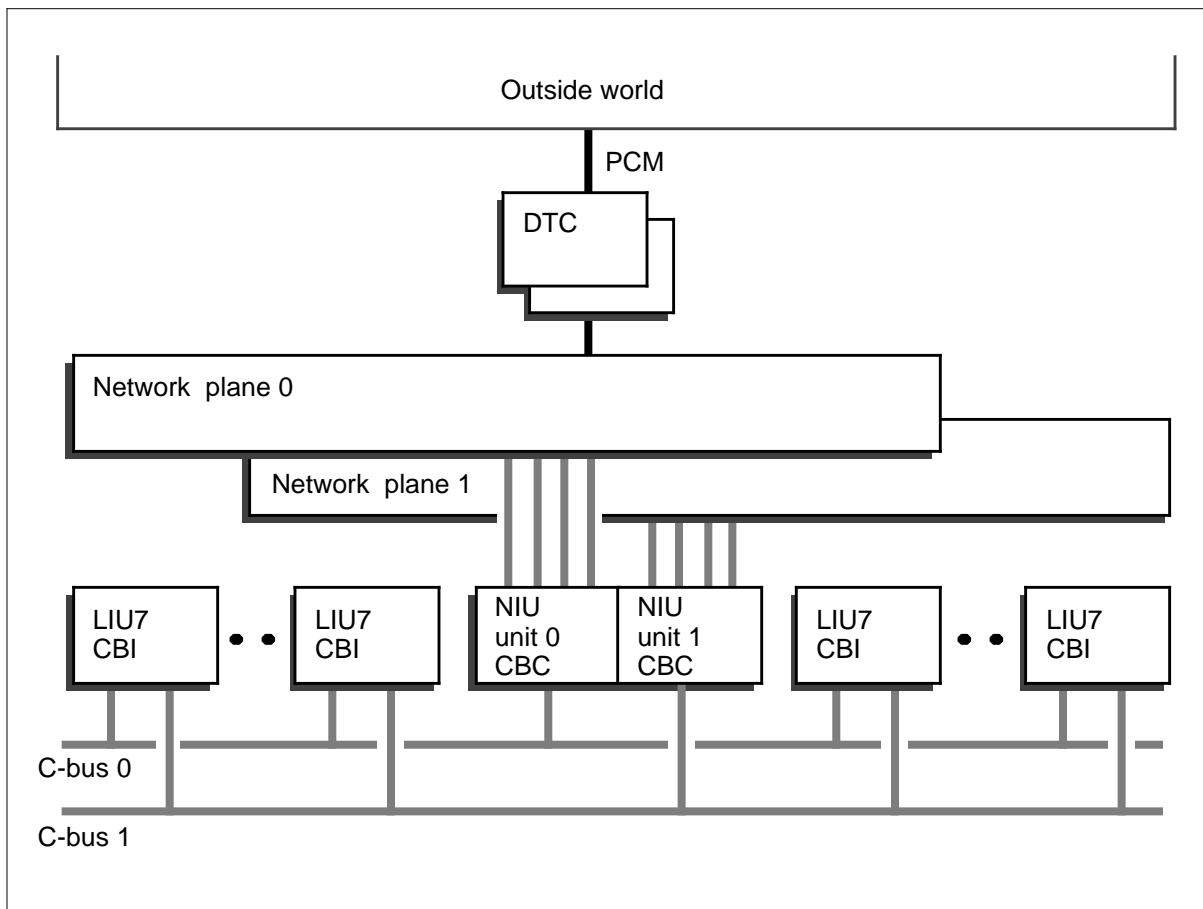 Outside world
PCM
DTC
Network plane 0
Network plane 1
LIU7
CBI
LIU7
CBI
NIU
unit 0
CBC
NIU
unit 1
CBC
LIU7
CBI
LIU7
CBI
C-bus 0
C-bus 1